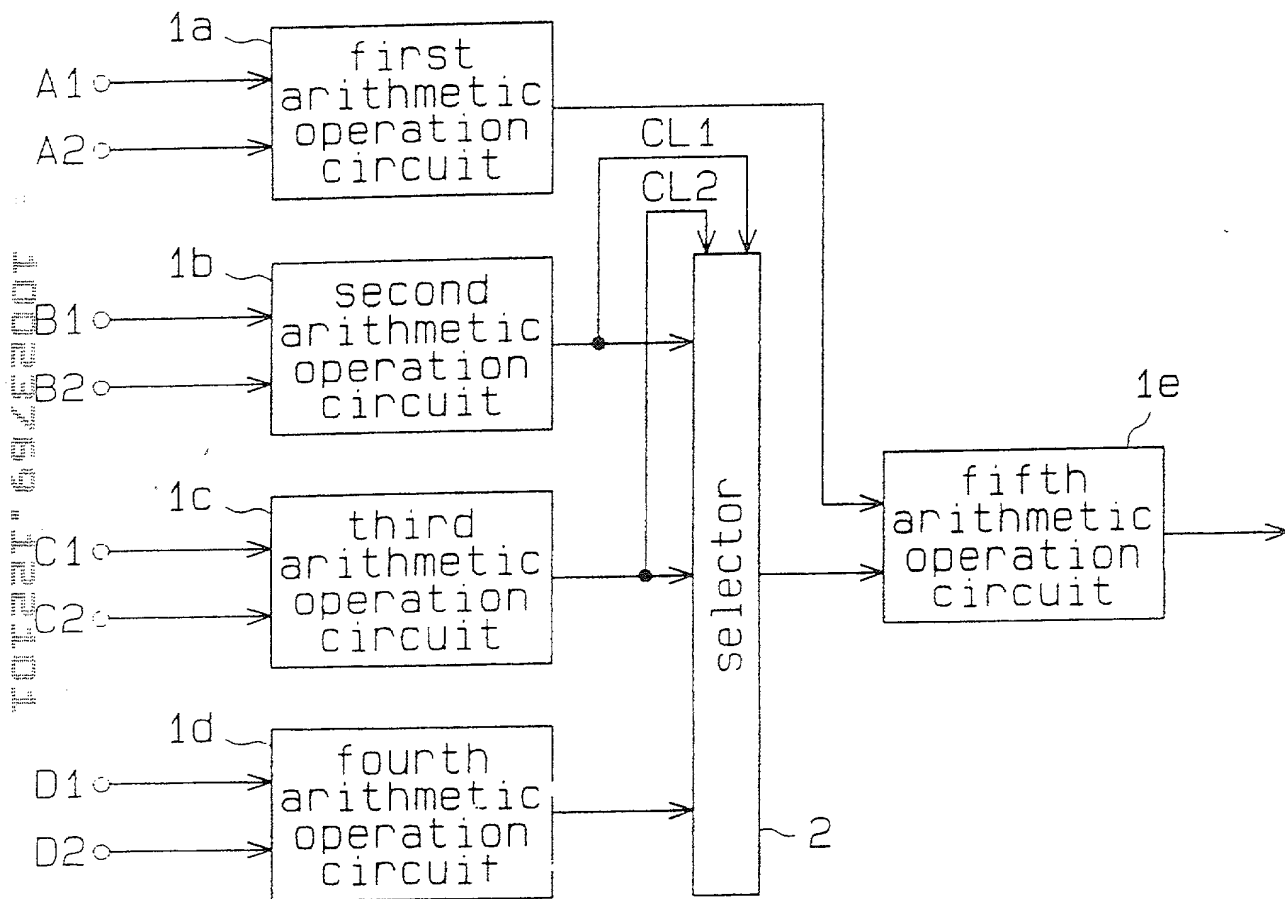 1a
first
arithmetic
operation
circuit
A1
A2
CL1
CL2
1b
second
arithmetic
operation
circuit
B1
B2
1c
third
arithmetic
operation
circuit
C1
C2
1d
fourth
arithmetic
operation
circuit
D1
D2
selector
2
1e
fifth
arithmetic
operation
circuit